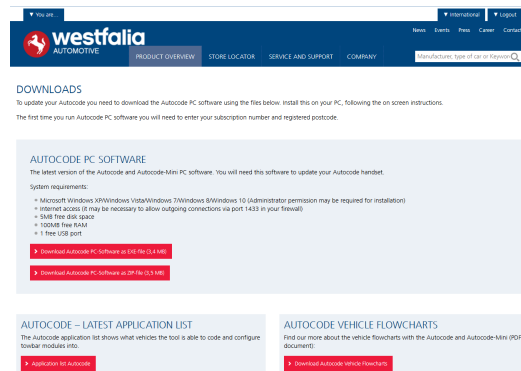 ▼ You are...
▼ International
▼ Logout
News Events Press Career Contact
westfalia
AUTOMOTIVE
PRODUCT OVERVIEW STORE LOCATOR SERVICE AND SUPPORT COMPANY
Manufacturer, type of car or Keywor
DOWNLOADS
To update your Autocode you need to download the Autocode PC software using the files below. Install this on your PC, following the on screen instructions.
The first time you run Autocode PC software you will need to enter your subscription number and registered postcode.
AUTOCODE PC SOFTWARE
The latest version of the Autocode and Autocode-Mini PC software. You will need this software to update your Autocode handset.
System requirements:
Microsoft Windows XP/Windows Vista/Windows 7/Windows 8/Windows 10 (Administrator permission may be required for installation)
Internet access (it may be necessary to allow outgoing connections via port 1433 in your firewall)
5MB free disk space
100MB free RAM
1 free USB port
Download Autocode PC-Software as EXE-file (3,4 MB)
Download Autocode PC-Software as ZIP-file (3,5 MB)
AUTOCODE – LATEST APPLICATION LIST
The Autocode application list shows what vehicles the tool is able to code and configure
towbar modules into.
Application list Autocode
AUTOCODE VEHICLE FLOWCHARTS
Find our more about the vehicle flowcharts with the Autocode and Autocode-Mini (PDF
document):
Download Autocode Vehicle Flowcharts